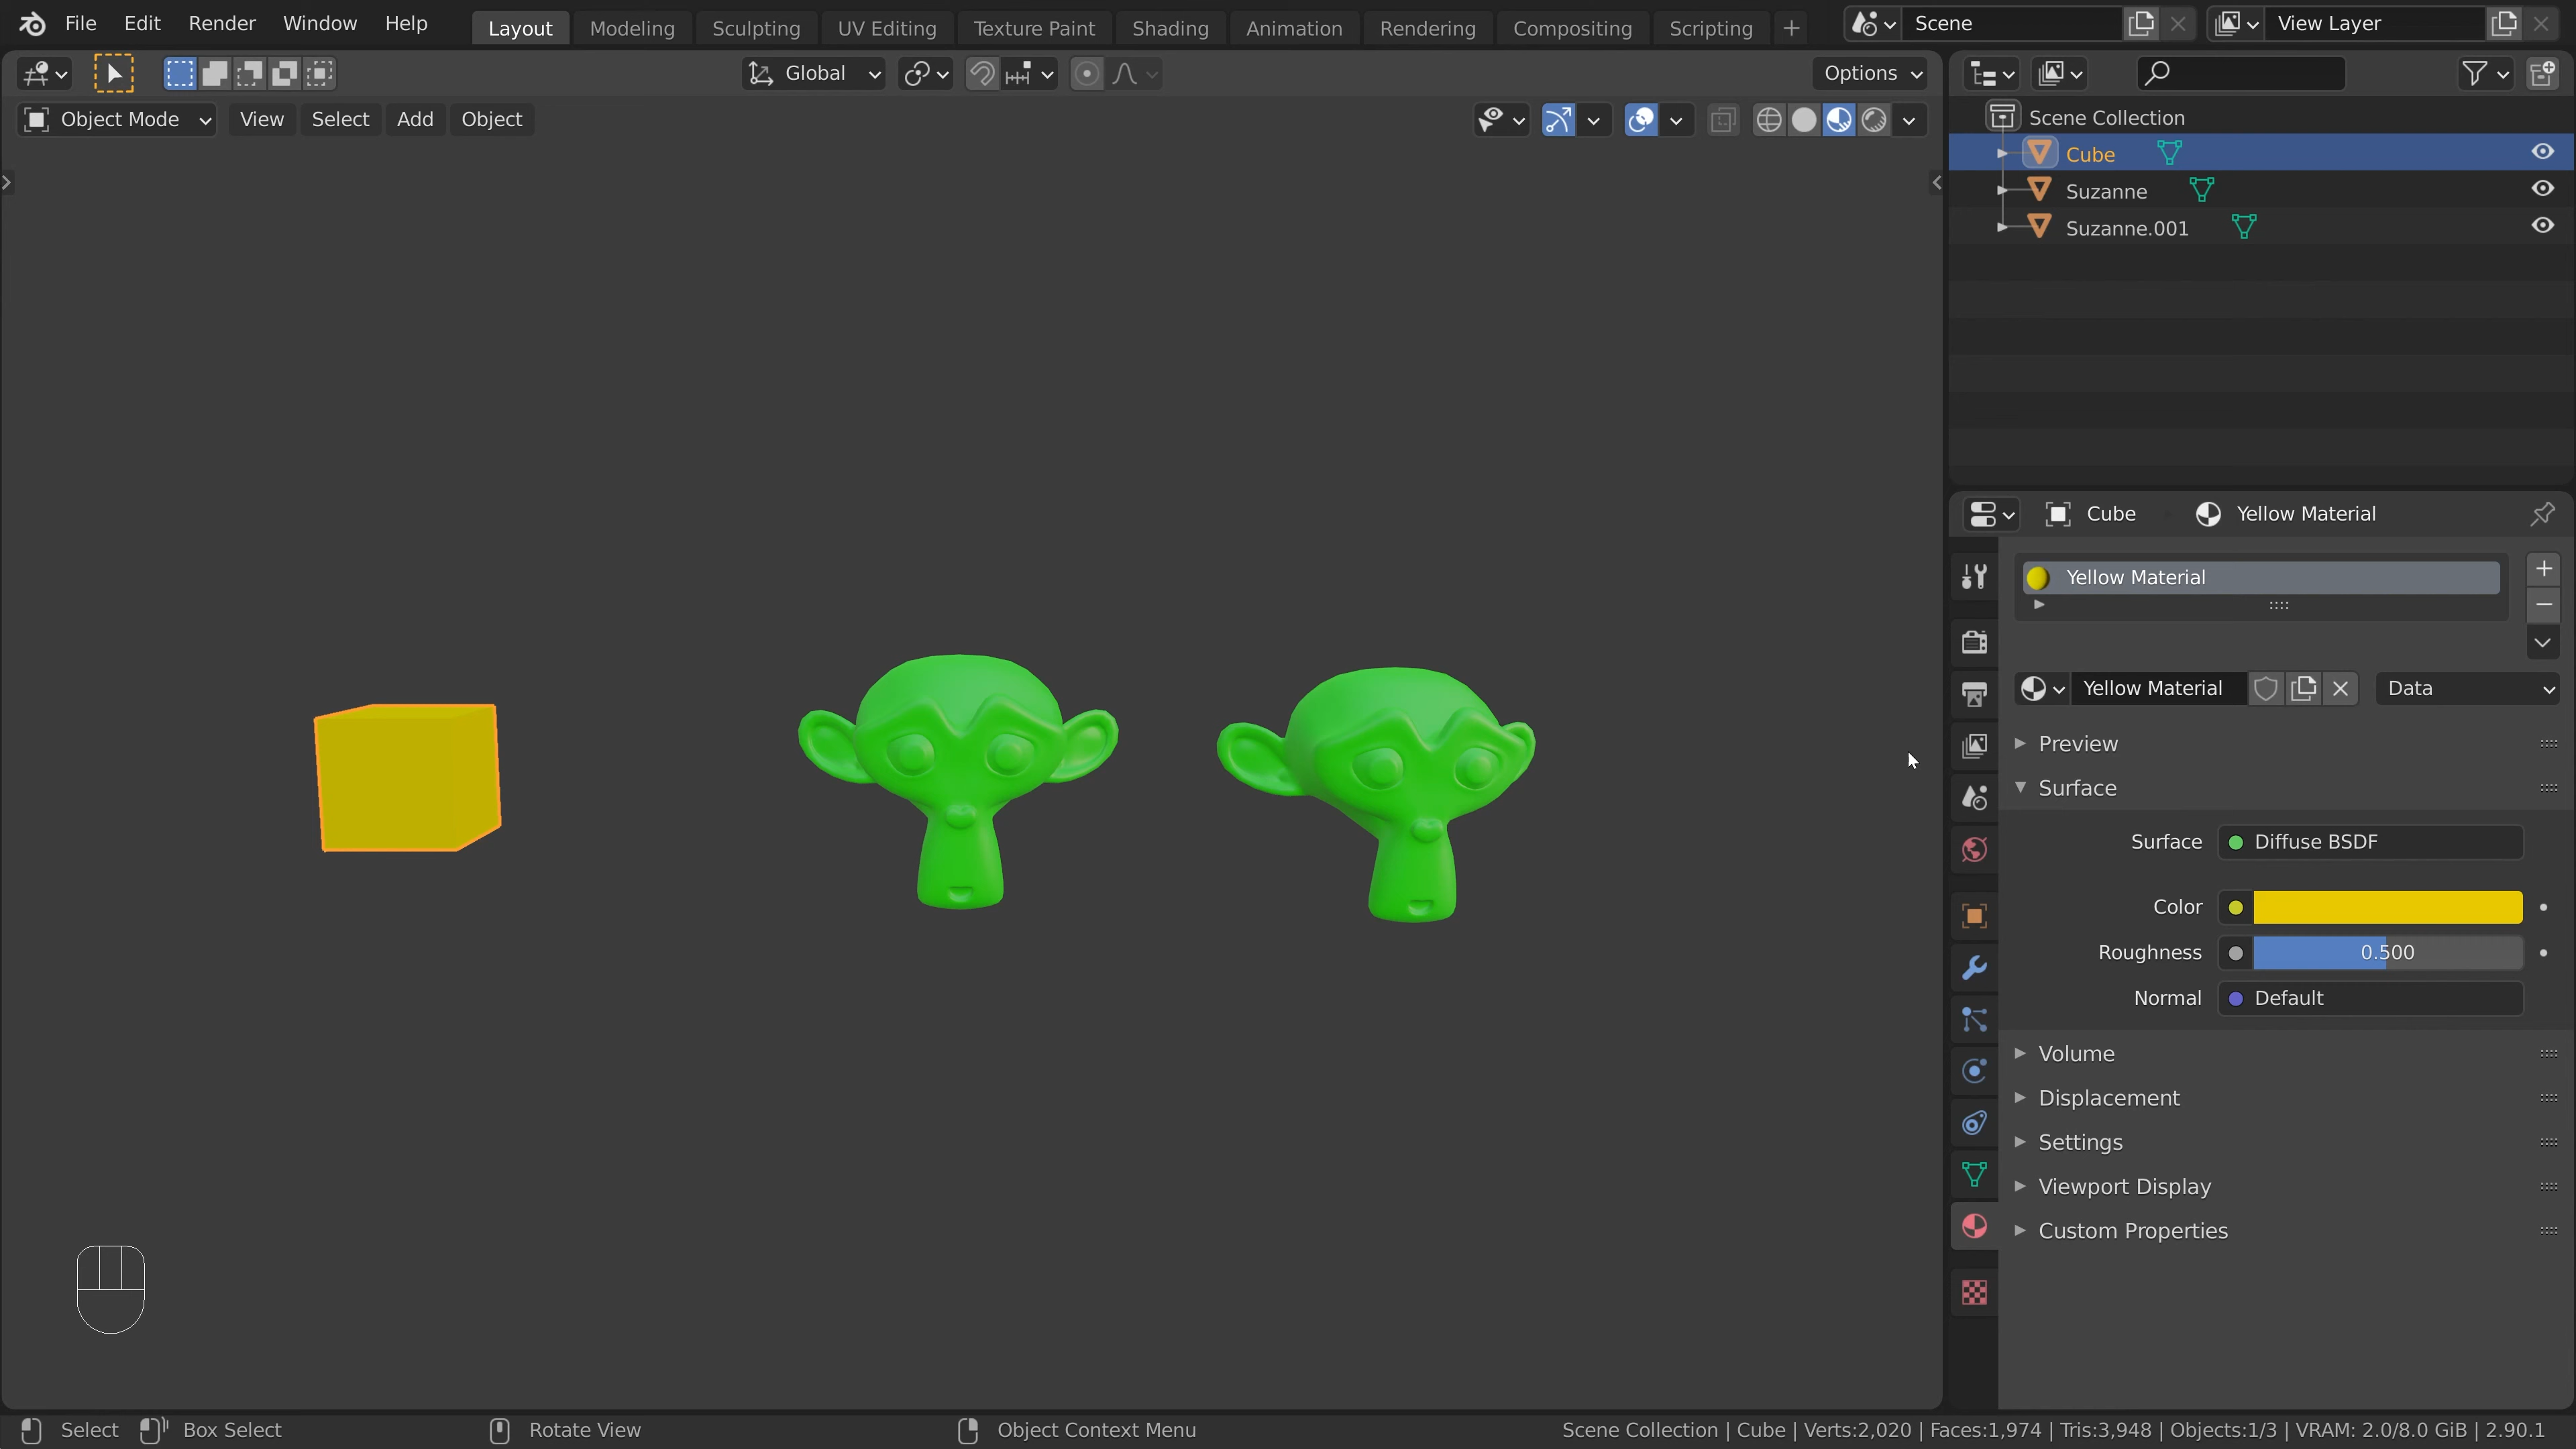 File Edit Render Window Help Layout Modeling Sculpting UV Editing Texture Paint Shading Animation Rendering Compositing Scripting + Scene View Layer
Global Options
Object Mode View Select Add Object
Scene Collection
Cube
Suzanne
Suzanne.001
Cube Yellow Material
Yellow Material
Yellow Material Data
Preview
Surface
Surface Diffuse BSDF
Color
Roughness 0.500
Normal Default
Volume
Displacement
Settings
Viewport Display
Custom Properties
Select Box Select Rotate View Object Context Menu Scene Collection | Cube | Verts:2,020 | Faces:1,974 | Tris:3,948 | Objects:1/3 | VRAM: 2.0/8.0 GiB | 2.90.1